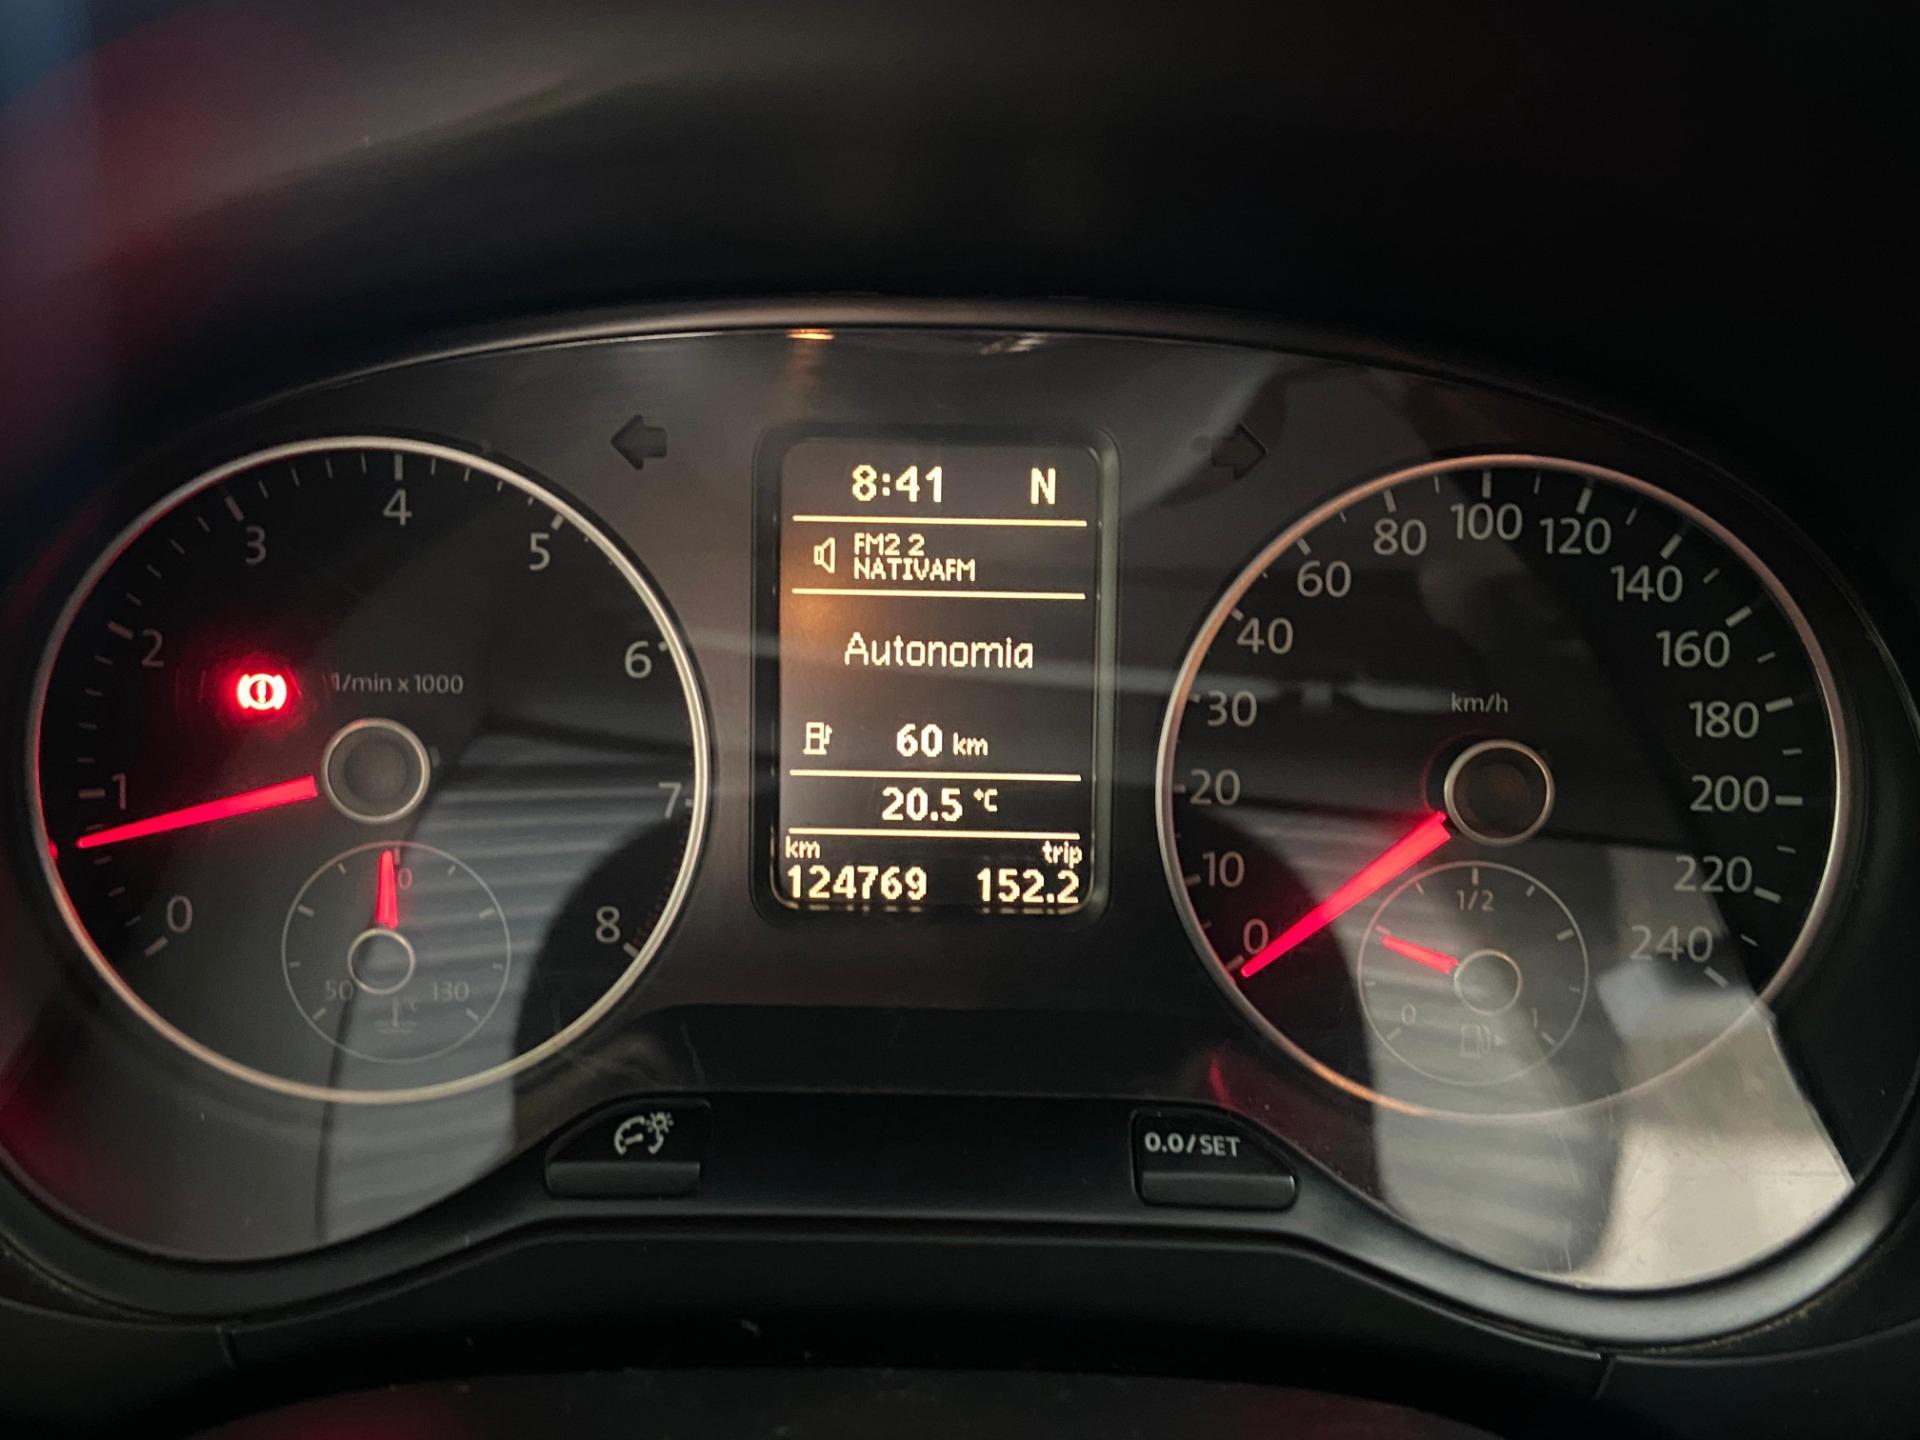 8:41 N
FM2 2
NATIVAFM
Autonomia
60 km
20.5 °C
km trip
124769 152.2
0 1 2 3 4 5 6 7 8
1/min x 1000
50 130
°C
0 10 20 30 40 60 80 100 120 140 160 180 200 220 240
km/h
0 1/2 1
0.0/SET